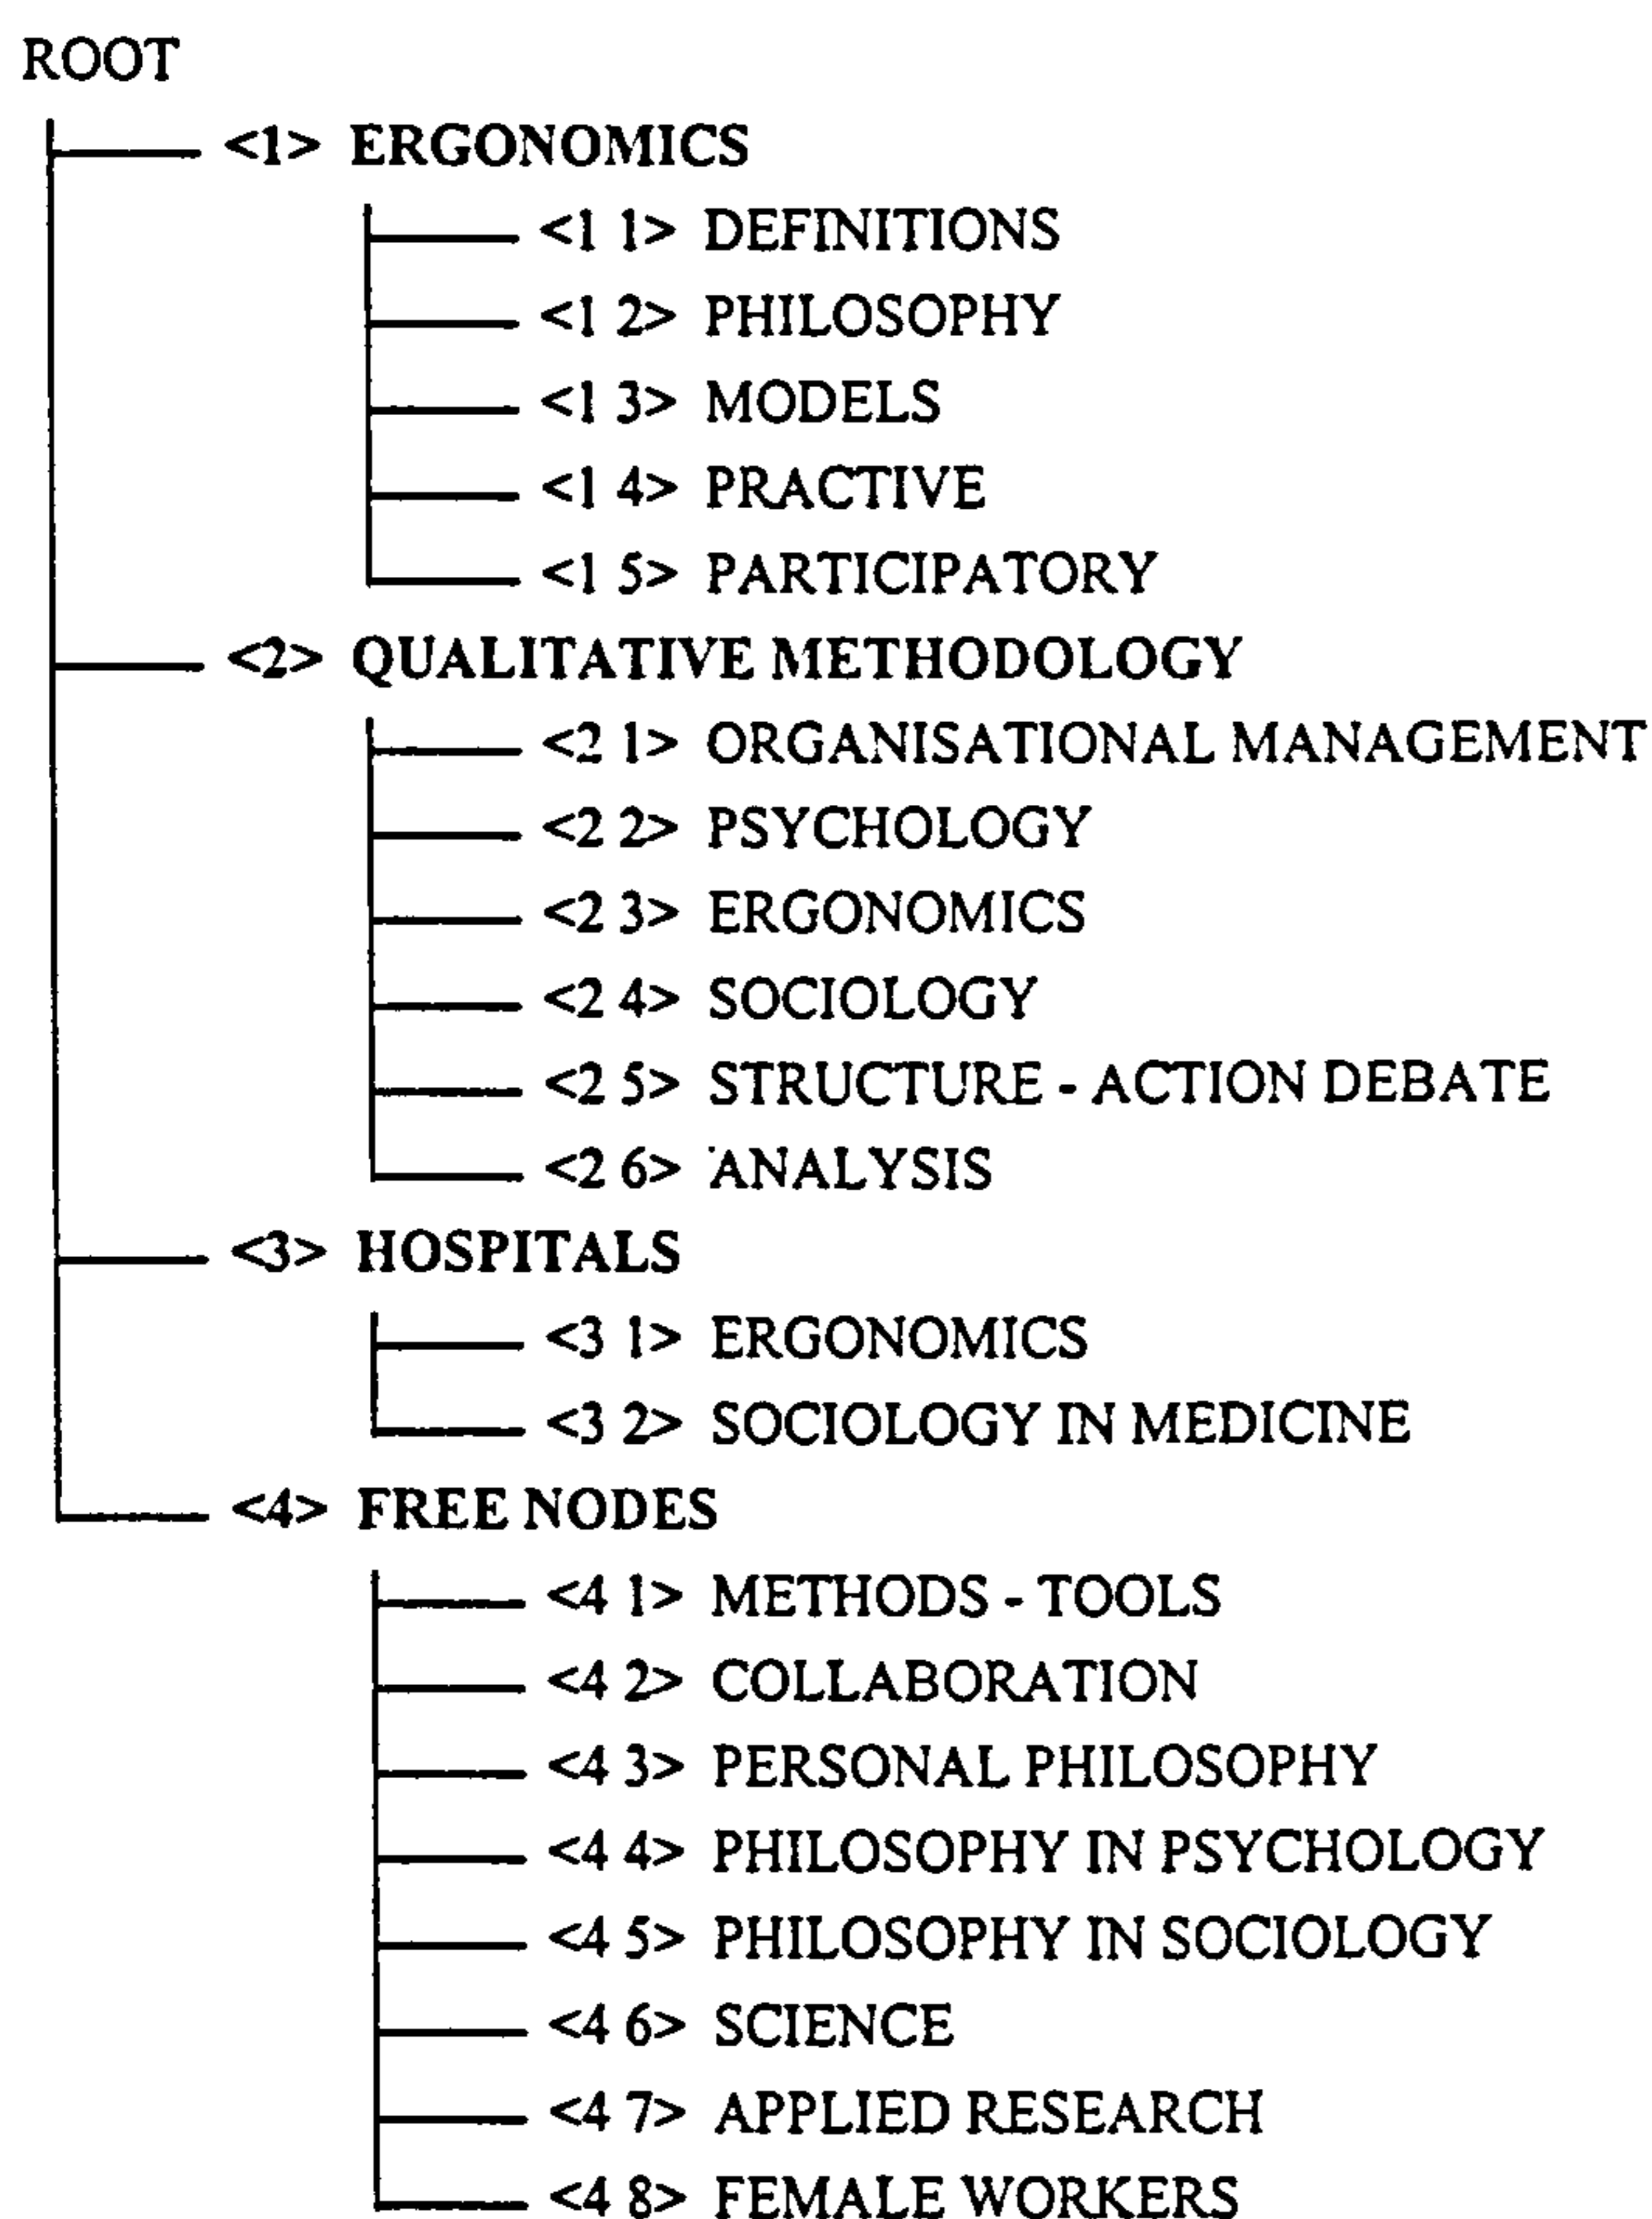 ROOT
<1> ERGONOMICS
<1 1> DEFINITIONS
<1 2> PHILOSOPHY
<1 3> MODELS
<1 4> PRACTIVE
<1 5> PARTICIPATORY
<2> QUALITATIVE METHODOLOGY
<2 1> ORGANISATIONAL MANAGEMENT
<2 2> PSYCHOLOGY
<2 3> ERGONOMICS
<2 4> SOCIOLOGY
<2 5> STRUCTURE - ACTION DEBATE
<2 6> ANALYSIS
<3> HOSPITALS
<3 1> ERGONOMICS
<3 2> SOCIOLOGY IN MEDICINE
<4> FREE NODES
<4 1> METHODS - TOOLS
<4 2> COLLABORATION
<4 3> PERSONAL PHILOSOPHY
<4 4> PHILOSOPHY IN PSYCHOLOGY
<4 5> PHILOSOPHY IN SOCIOLOGY
<4 6> SCIENCE
<4 7> APPLIED RESEARCH
<4 8> FEMALE WORKERS